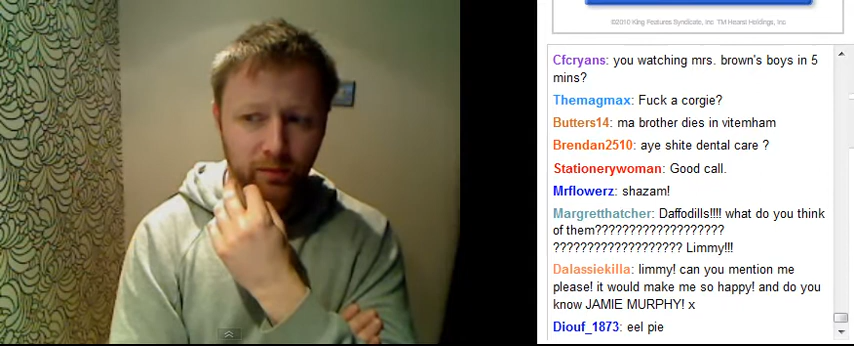 ©2010 King Features Syndicate, Inc TM Hearst Holdings, Inc.
Cfcryans: you watching mrs. brown's boys in 5
mins?
Themagmax: Fuck a corgie?
Butters14: ma brother dies in vitemham
Brendan2510: aye shite dental care ?
Stationerywoman: Good call.
Mrflowerz: shazam!
Margretthatcher: Daffodills!!!! what do you think
of them???????????????????
??????????????????? Limmy!!!
Dalassiekilla: limmy! can you mention me
please! it would make me so happy! and do you
know JAMIE MURPHY! x
Diouf_1873: eel pie